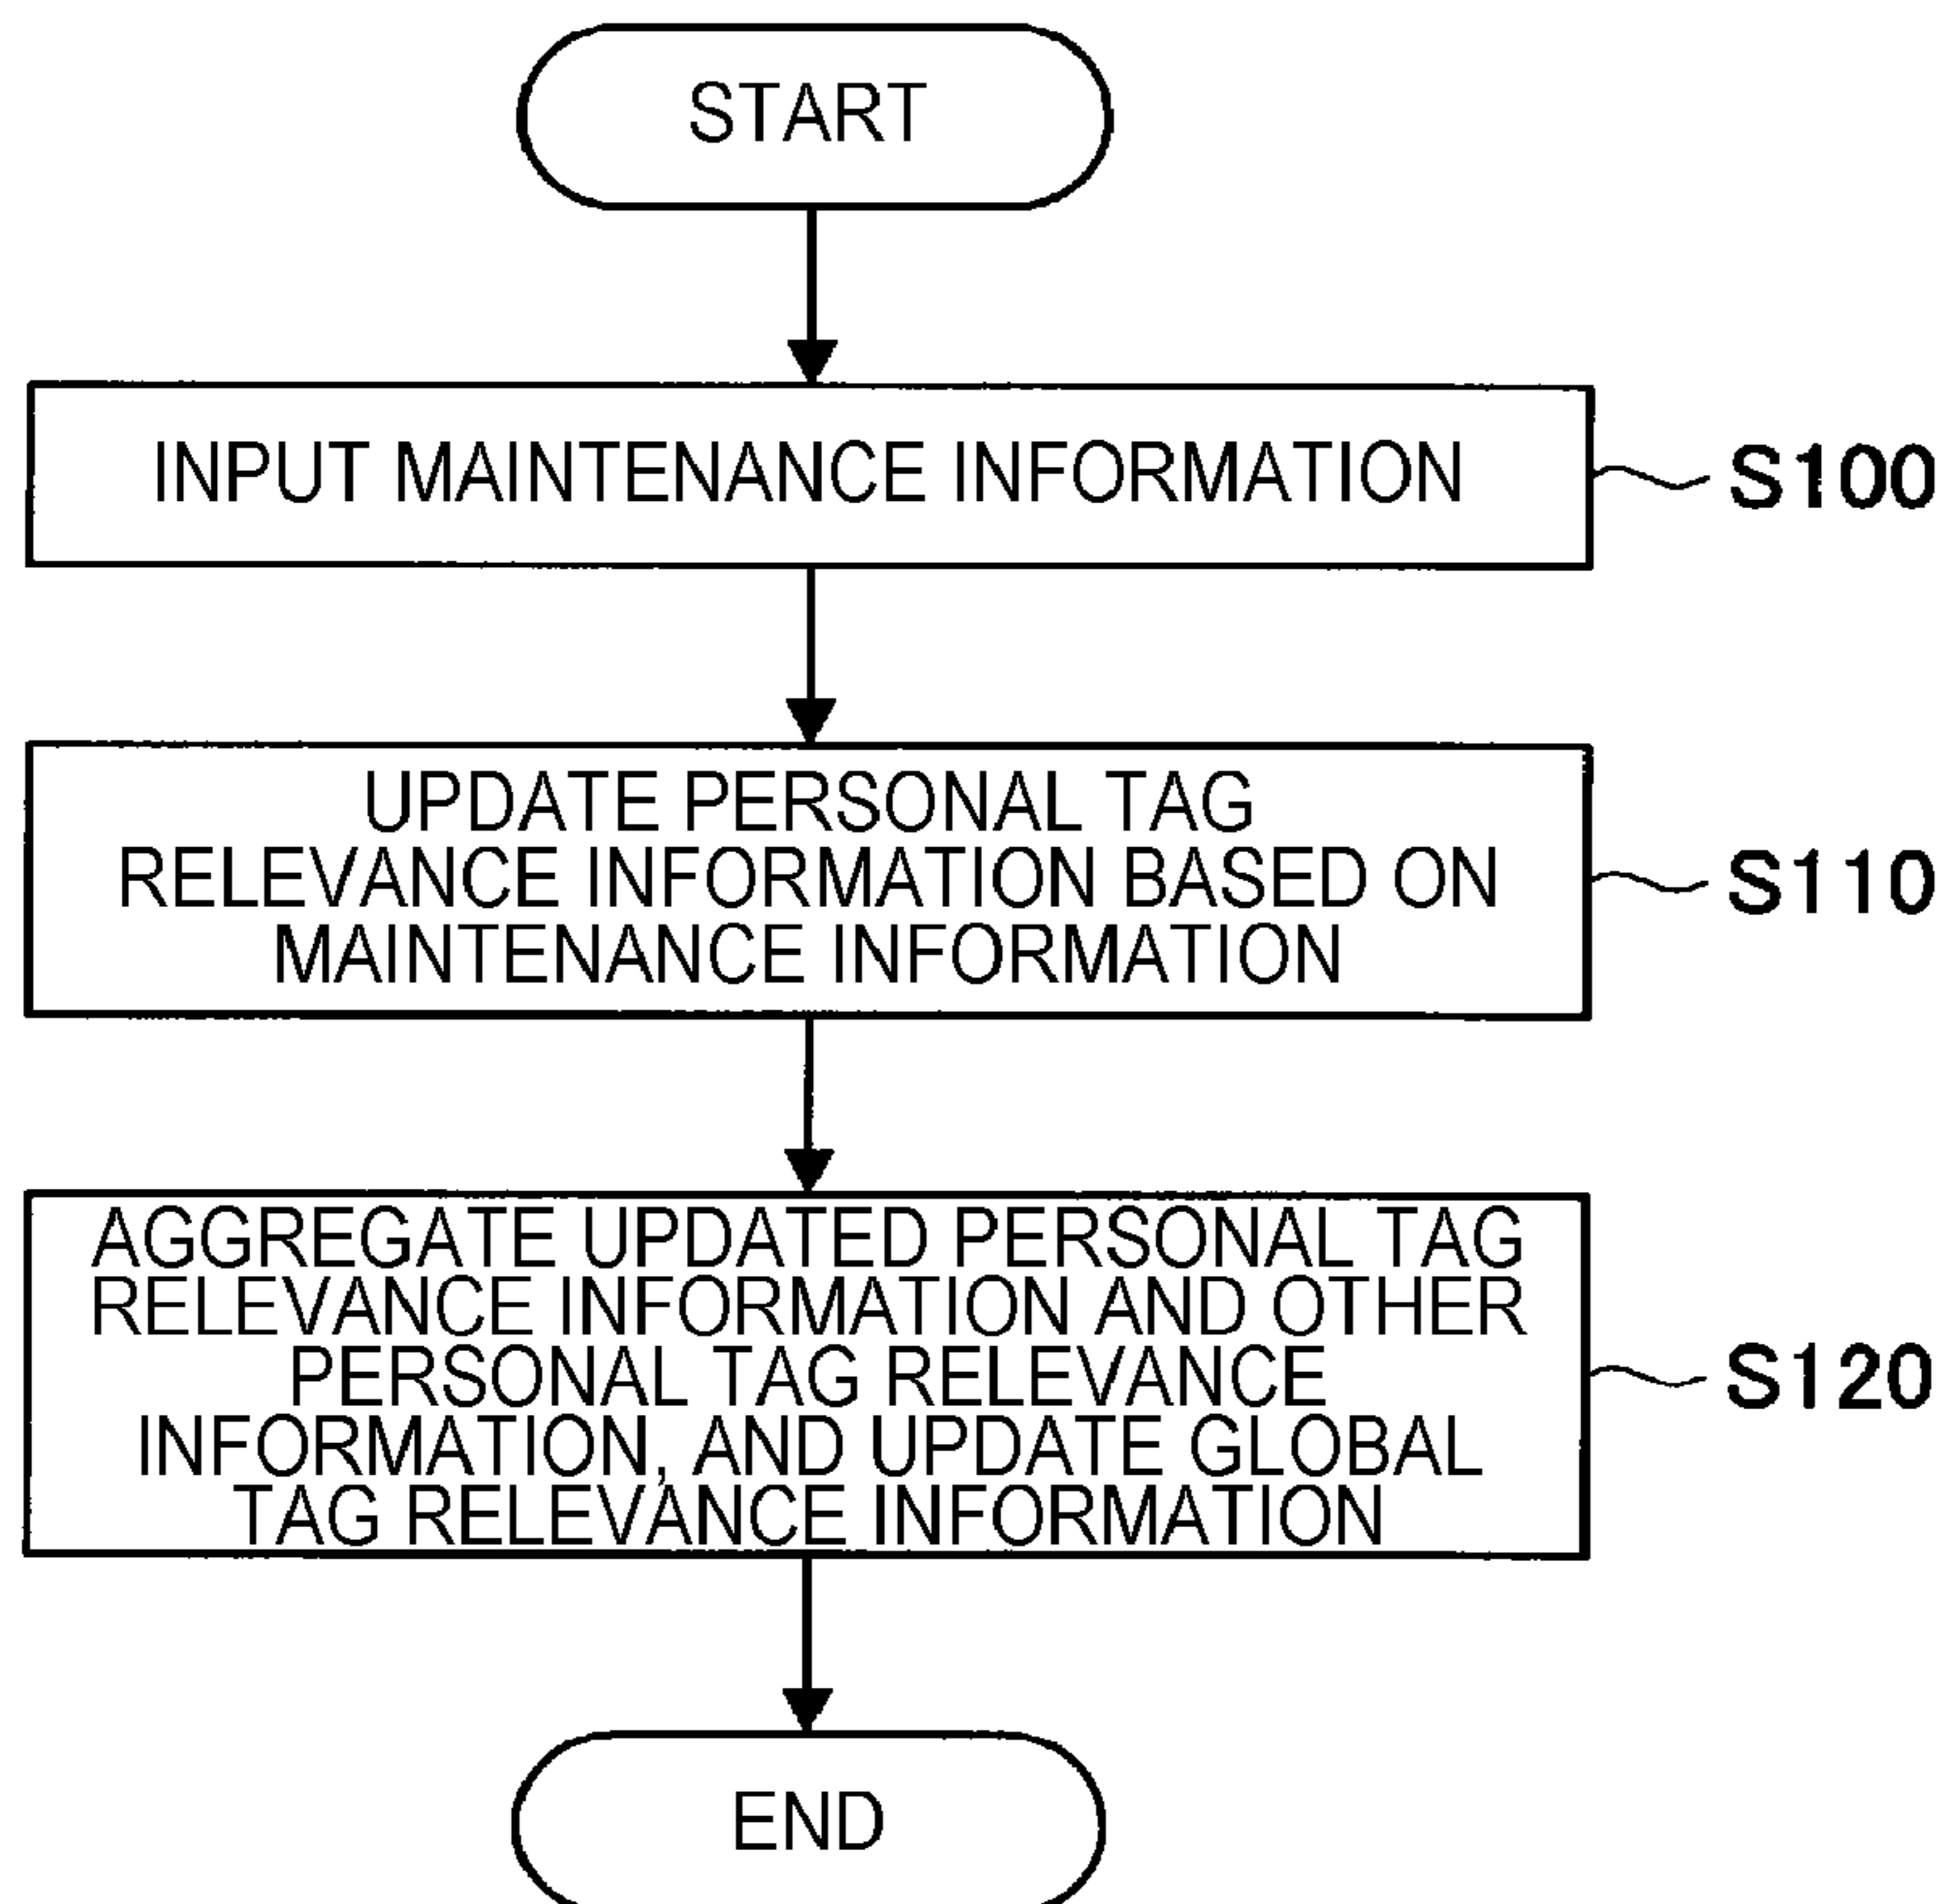 START
INPUT MAINTENANCE INFORMATION
S100
UPDATE PERSONAL TAG
RELEVANCE INFORMATION BASED ON
MAINTENANCE INFORMATION
S110
AGGREGATE UPDATED PERSONAL TAG
RELEVANCE INFORMATION AND OTHER
PERSONAL TAG RELEVANCE
INFORMATION, AND UPDATE GLOBAL
TAG RELEVANCE INFORMATION
S120
END